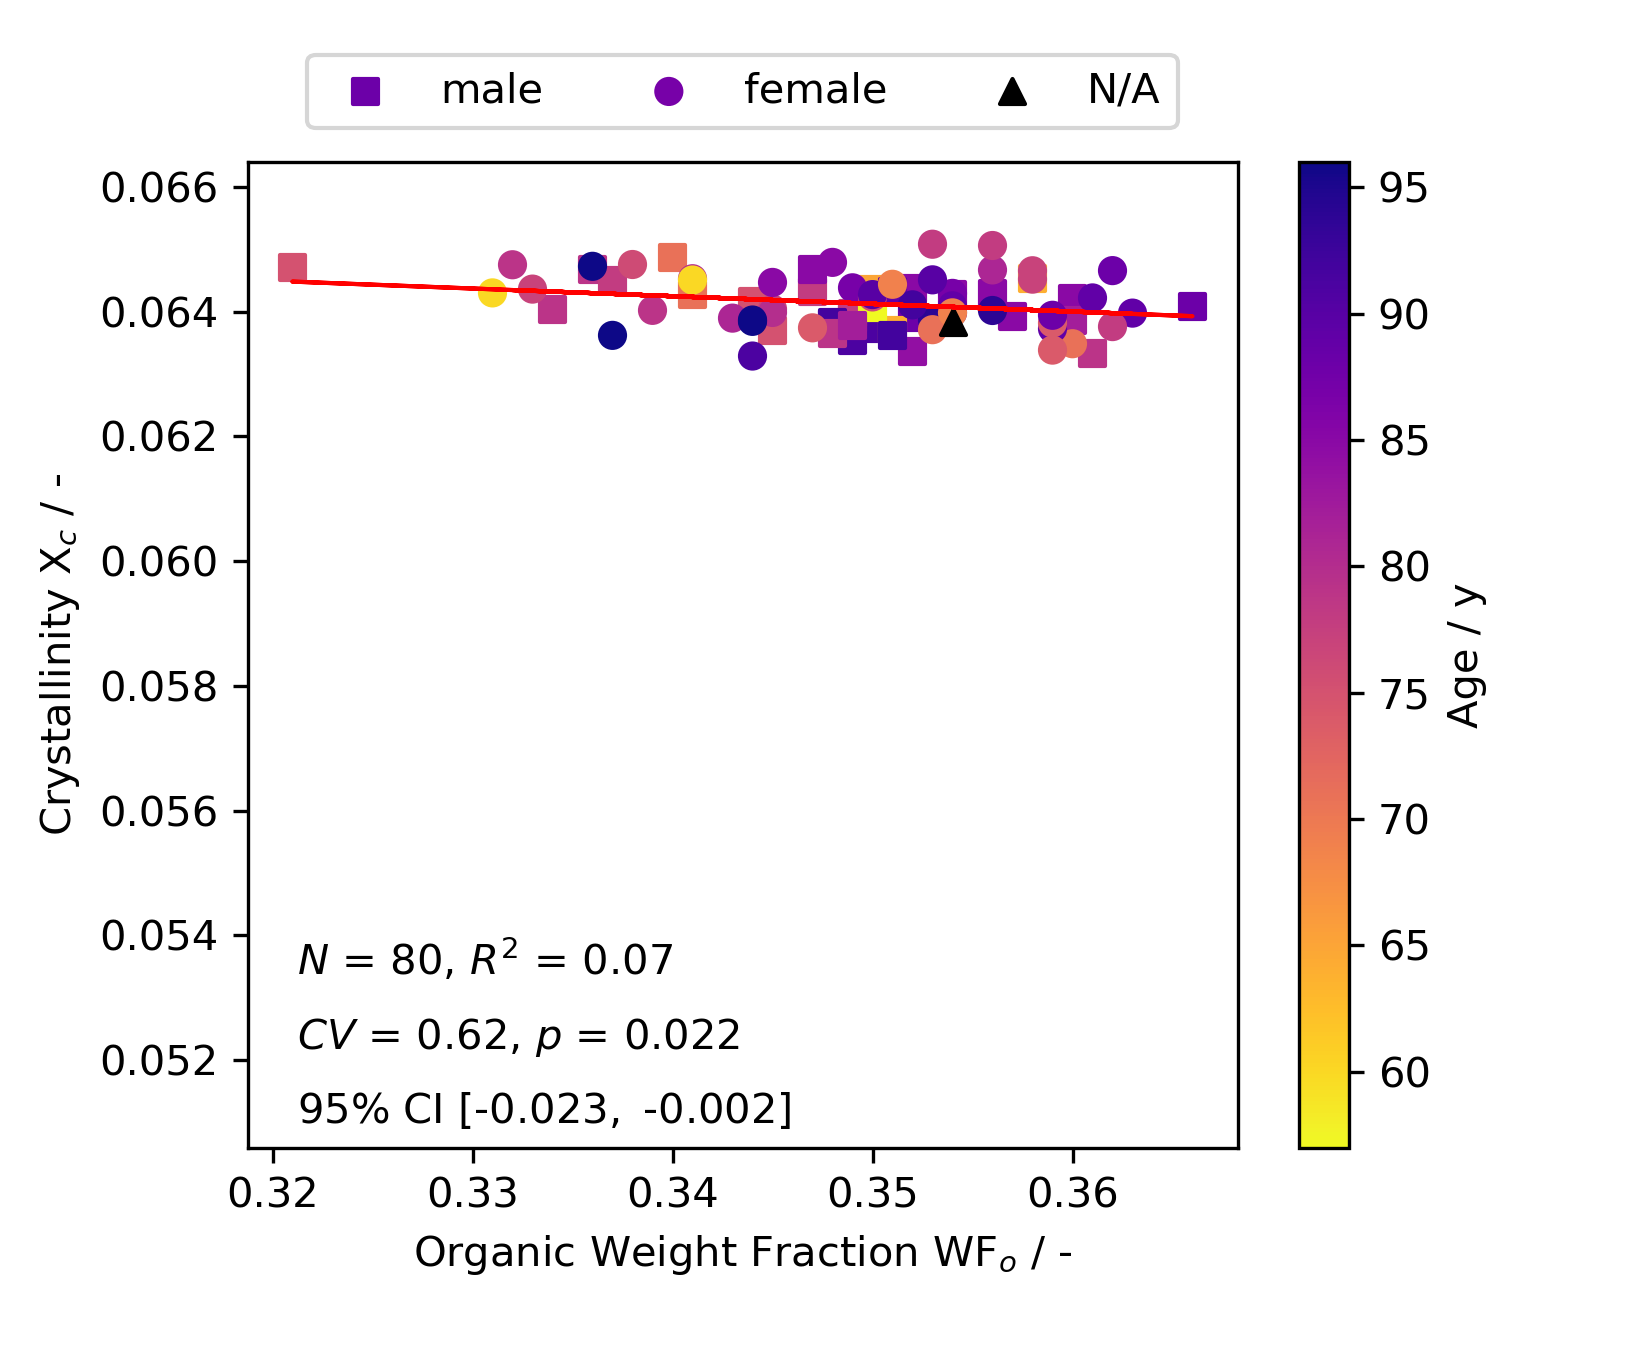 male female N/A
0.066
0.064
0.062
0.060
0.058
0.056
0.054
0.052
Crystallinity X_c / -
N = 80, R² = 0.07
CV = 0.62, p = 0.022
95% CI [-0.023, -0.002]
0.32 0.33 0.34 0.35 0.36
Organic Weight Fraction WF_o / -
95
90
85
80
75
70
65
60
Age / y